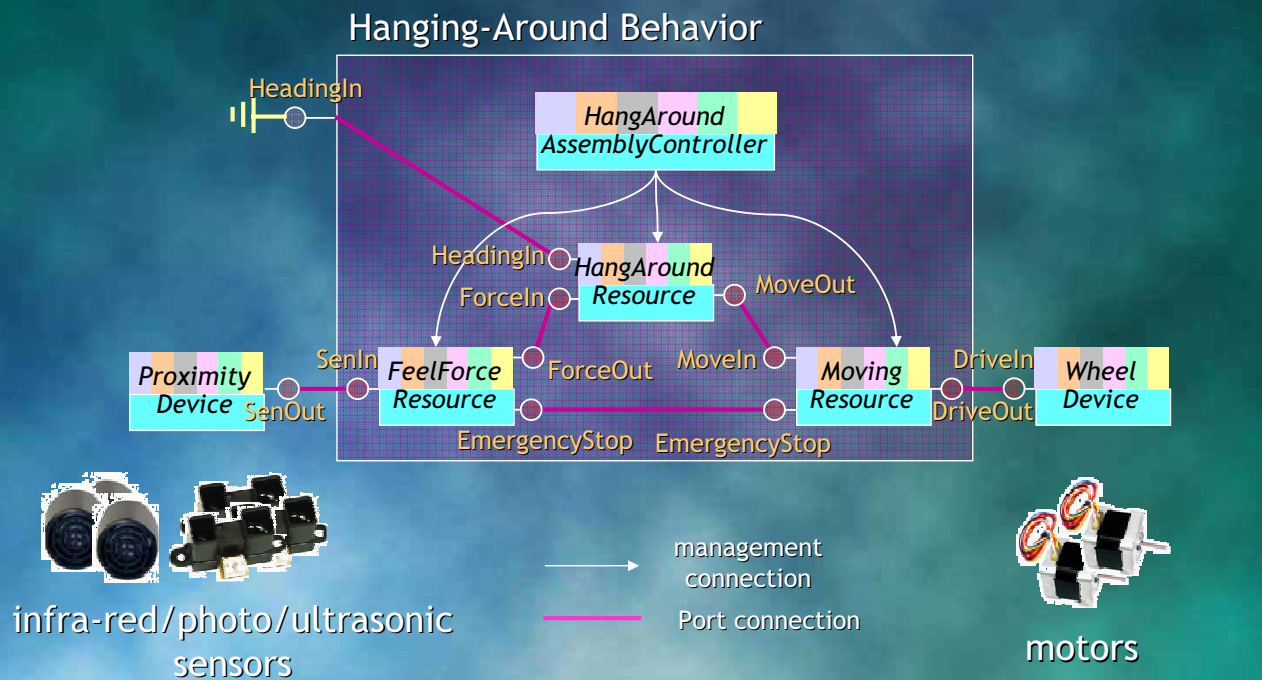 Hanging-Around Behavior
HeadingIn
HangAround
AssemblyController
HeadingIn
HangAround
Resource
ForceIn
MoveOut
SenIn
FeelForce
Resource
ForceOut
MoveIn
Moving
Resource
DriveIn
Wheel
Device
Proximity
Device
SenOut
DriveOut
EmergencyStop
EmergencyStop
management
connection
Port connection
infra-red/photo/ultrasonic
sensors
motors